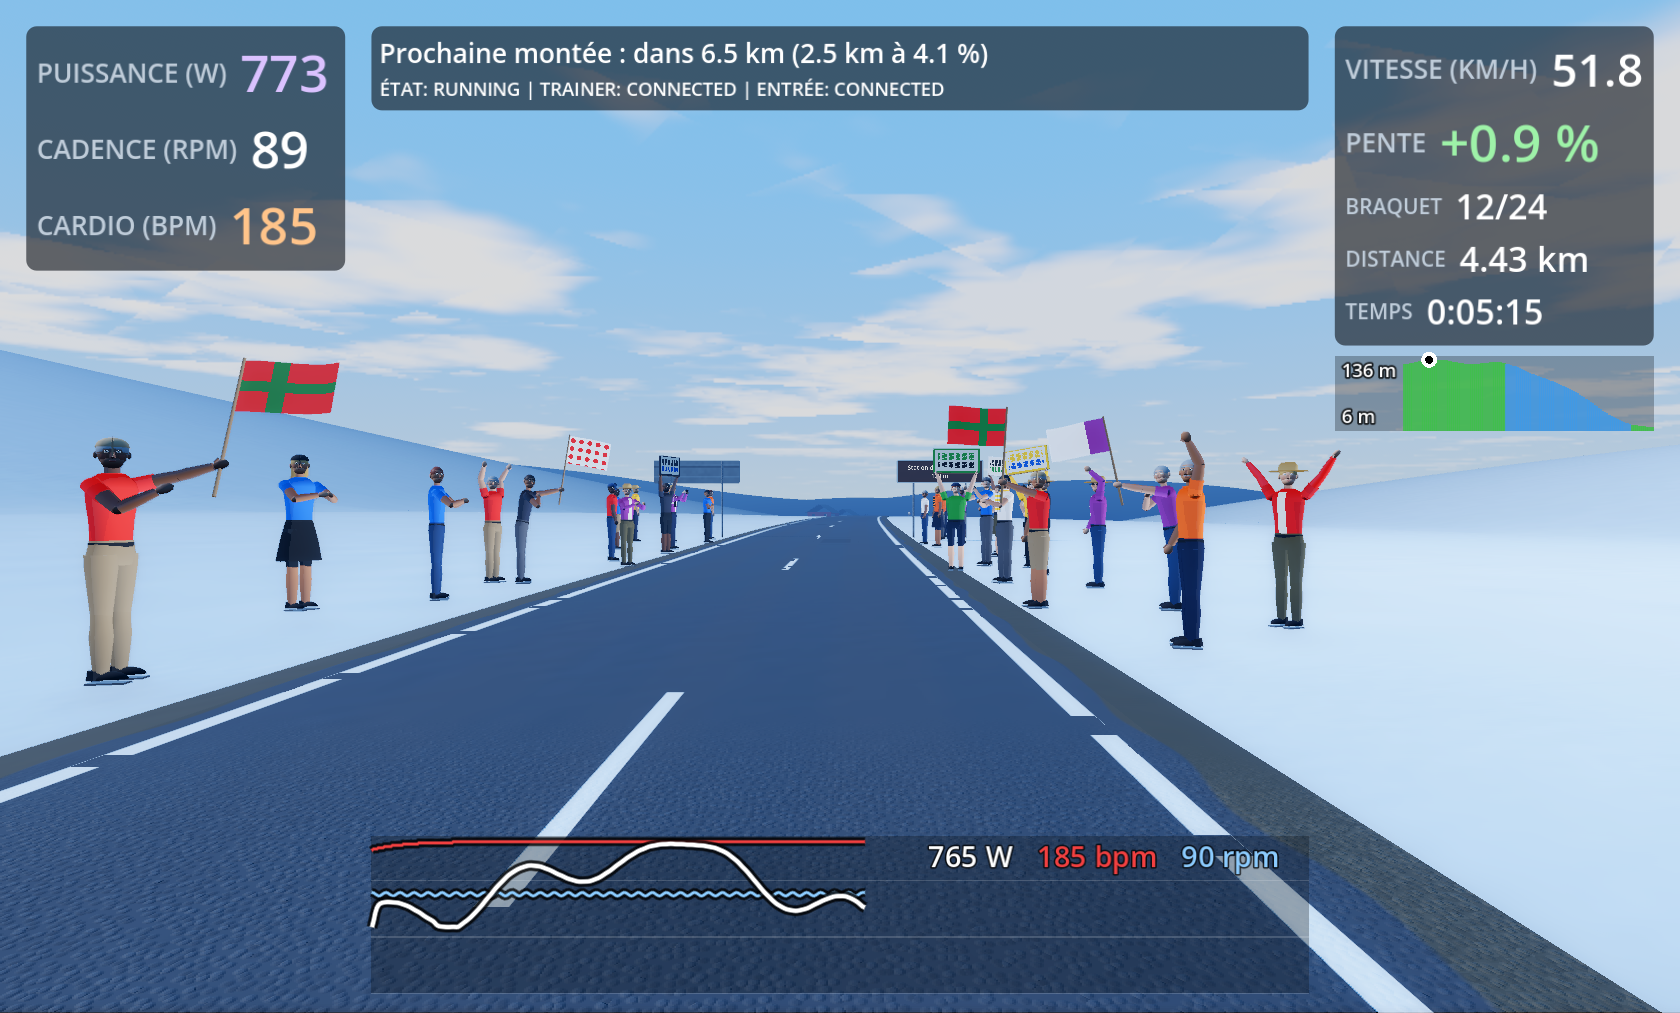 PUISSANCE (W) 773
CADENCE (RPM) 89
CARDIO (BPM) 185
Prochaine montée : dans 6.5 km (2.5 km à 4.1 %)
ÉTAT: RUNNING | TRAINER: CONNECTED | ENTRÉE: CONNECTED
VITESSE (KM/H) 51.8
PENTE +0.9 %
BRAQUET 12/24
DISTANCE 4.43 km
TEMPS 0:05:15
136 m
6 m
Station
765 W 185 bpm 90 rpm